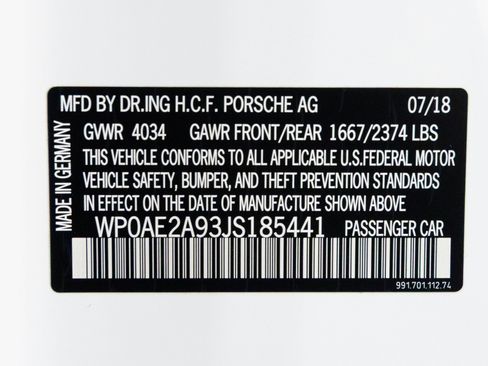 MFD BY DR.ING H.C.F. PORSCHE AG 07/18
GVWR 4034 GAWR FRONT/REAR 1667/2374 LBS
THIS VEHICLE CONFORMS TO ALL APPLICABLE U.S.FEDERAL MOTOR
VEHICLE SAFETY, BUMPER, AND THEFT PREVENTION STANDARDS
IN EFFECT ON THE DATE OF MANUFACTURE SHOWN ABOVE
WP0AE2A93JS185441 PASSENGER CAR
991.701.112.74
MADE IN GERMANY